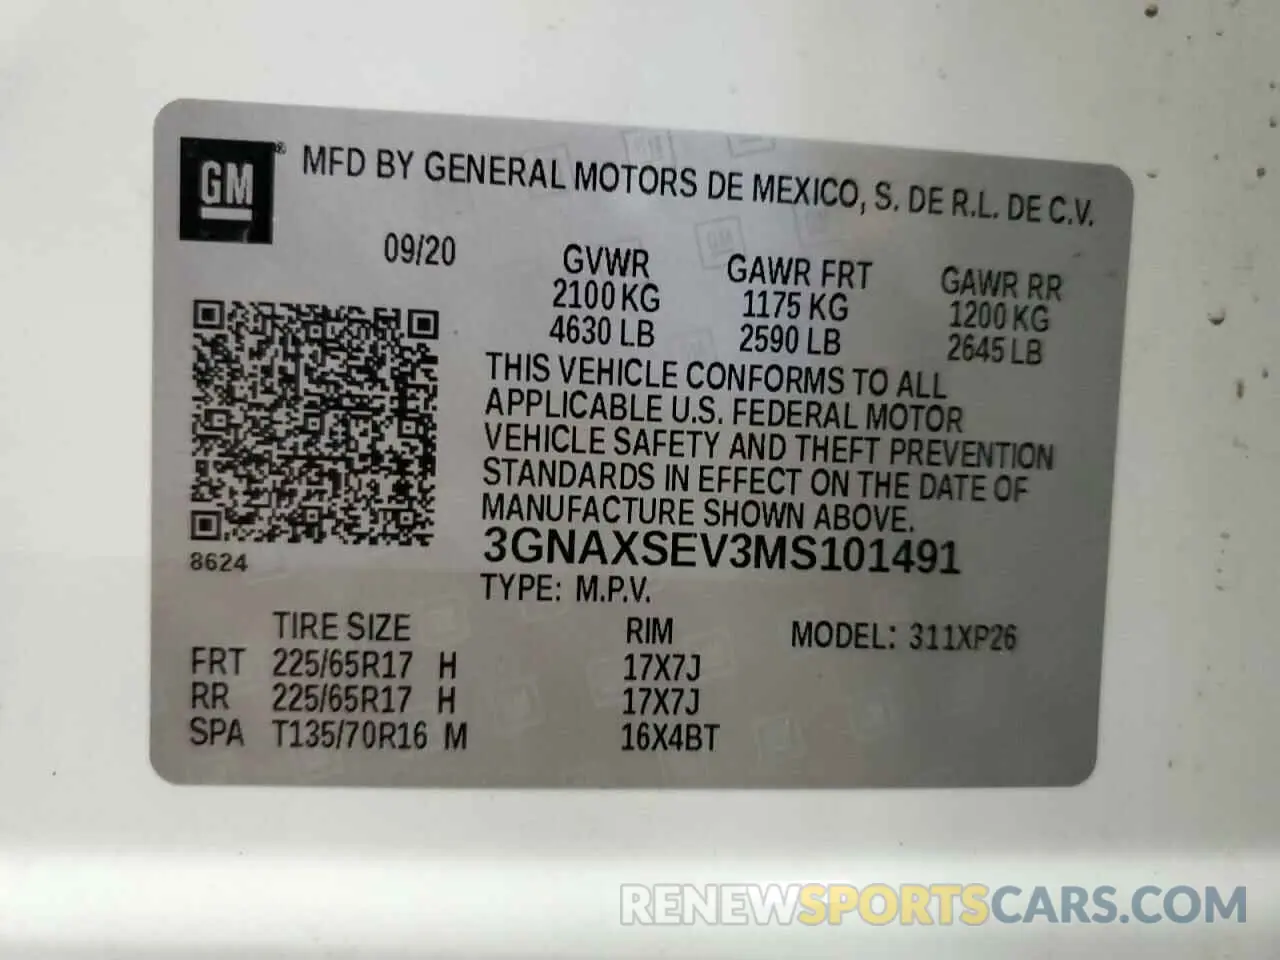 GM ® MFD BY GENERAL MOTORS DE MEXICO, S. DE R.L. DE C.V.
09/20 GVWR GAWR FRT GAWR RR
2100 KG 1175 KG 1200 KG
4630 LB 2590 LB 2645 LB
THIS VEHICLE CONFORMS TO ALL
APPLICABLE U.S. FEDERAL MOTOR
VEHICLE SAFETY AND THEFT PREVENTION
STANDARDS IN EFFECT ON THE DATE OF
MANUFACTURE SHOWN ABOVE.
3GNAXSEV3MS101491
8624
TYPE: M.P.V.
TIRE SIZE RIM MODEL: 311XP26
FRT 225/65R17 H 17X7J
RR 225/65R17 H 17X7J
SPA T135/70R16 M 16X4BT
RENEWSPORTSCARS.COM